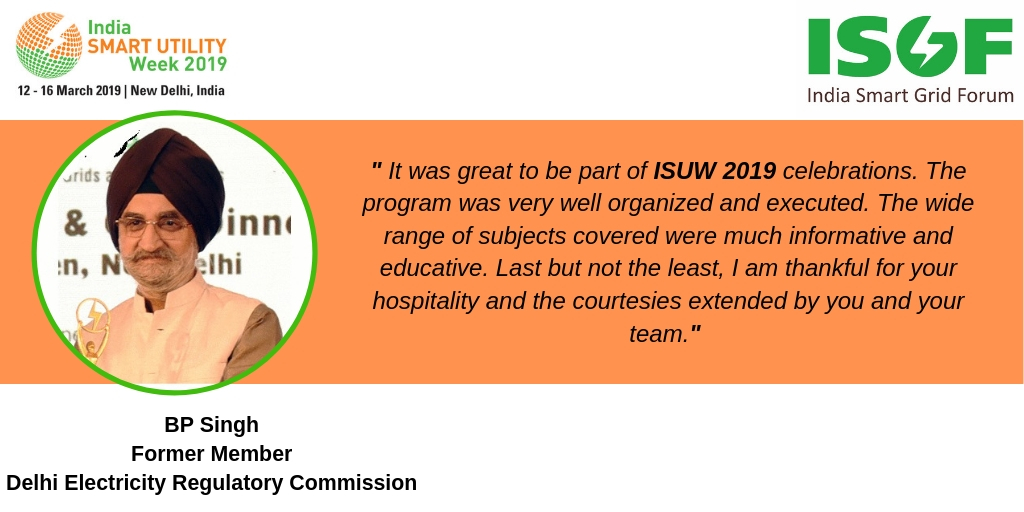 India
SMART UTILITY
Week 2019
12 - 16 March 2019 | New Delhi, India
ISGF
India Smart Grid Forum
" It was great to be part of ISUW 2019 celebrations. The
program was very well organized and executed. The wide
range of subjects covered were much informative and
educative. Last but not the least, I am thankful for your
hospitality and the courtesies extended by you and your
team."
BP Singh
Former Member
Delhi Electricity Regulatory Commission